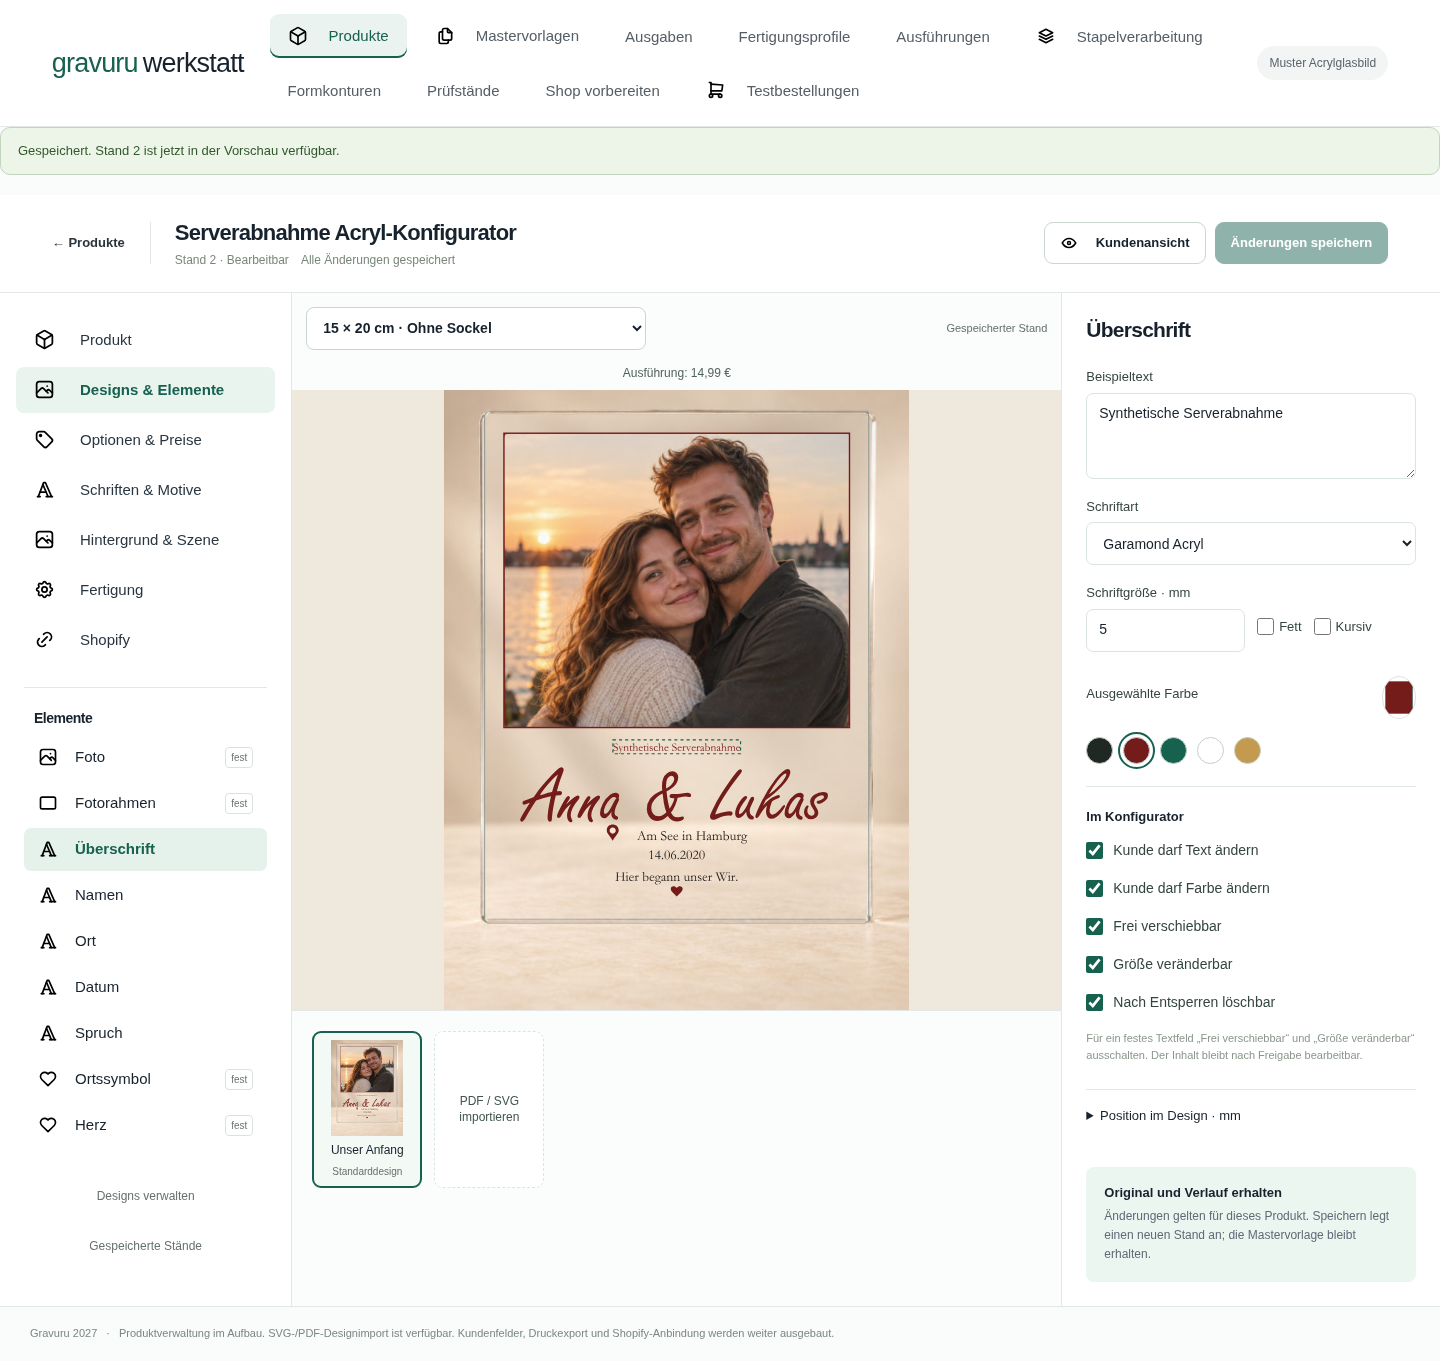 gravuru werkstatt
Produkte
Mastervorlagen
Ausgaben
Fertigungsprofile
Ausführungen
Stapelverarbeitung
Formkonturen
Prüfstände
Shop vorbereiten
Testbestellungen
Muster Acrylglasbild
Gespeichert. Stand 2 ist jetzt in der Vorschau verfügbar.
← Produkte
Serverabnahme Acryl-Konfigurator
Stand 2 · Bearbeitbar Alle Änderungen gespeichert
Kundenansicht
Änderungen speichern
Produkt
Designs & Elemente
Optionen & Preise
Schriften & Motive
Hintergrund & Szene
Fertigung
Shopify
Elemente
Foto fest
Fotorahmen fest
Überschrift
Namen
Ort
Datum
Spruch
Ortssymbol fest
Herz fest
Designs verwalten
Gespeicherte Stände
15 × 20 cm · Ohne Sockel
Gespeicherter Stand
Ausführung: 14,99 €
Synthetische Serverabnahme
Anna & Lukas
Am See in Hamburg
14.06.2020
Hier begann unser Wir.
Anna & Lukas
Unser Anfang
Standarddesign
PDF / SVG
importieren
Überschrift
Beispieltext
Synthetische Serverabnahme
Schriftart
Garamond Acryl
Schriftgröße · mm
5
Fett
Kursiv
Ausgewählte Farbe
Im Konfigurator
Kunde darf Text ändern
Kunde darf Farbe ändern
Frei verschiebbar
Größe veränderbar
Nach Entsperren löschbar
Für ein festes Textfeld „Frei verschiebbar“ und „Größe veränderbar“
ausschalten. Der Inhalt bleibt nach Freigabe bearbeitbar.
Position im Design · mm
Original und Verlauf erhalten
Änderungen gelten für dieses Produkt. Speichern legt
einen neuen Stand an; die Mastervorlage bleibt
erhalten.
Gravuru 2027 · Produktverwaltung im Aufbau. SVG-/PDF-Designimport ist verfügbar. Kundenfelder, Druckexport und Shopify-Anbindung werden weiter ausgebaut.